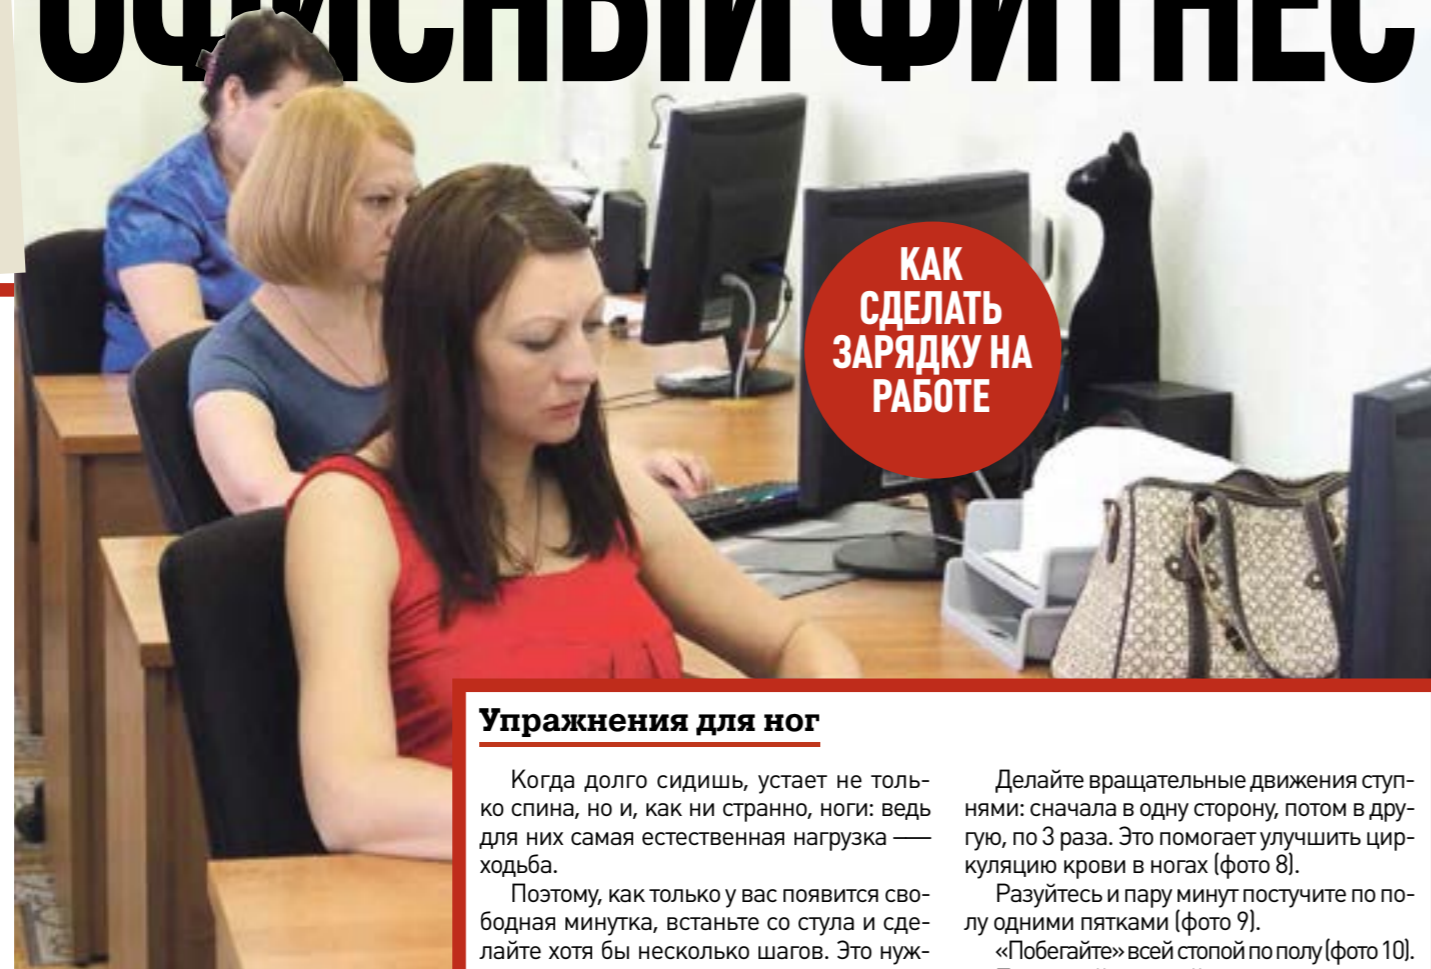 ОФИСНЫЙ ФИТНЕС
КАК
СДЕЛАТЬ
ЗАРЯДКУ НА
РАБОТЕ
Упражнения для ног
Когда долго сидишь, устает не толь-
ко спина, но и, как ни странно, ноги: ведь
для них самая естественная нагрузка —
ходьба.
Поэтому, как только у вас появится сво-
бодная минутка, встаньте со стула и сде-
лайте хотя бы несколько шагов. Это нуж-
Делайте вращательные движения ступ-
нями: сначала в одну сторону, потом в дру-
гую, по 3 раза. Это помогает улучшить цир-
куляцию крови в ногах (фото 8).
Разуйтесь и пару минут постучите по по-
лу одними пятками (фото 9).
«Побегайте» всей стопой по полу (фото 10).